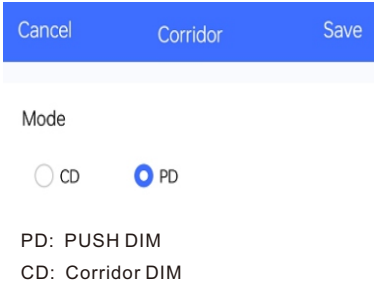 Cancel Corridor Save
Mode
CD PD
PD: PUSH DIM
CD: Corridor DIM